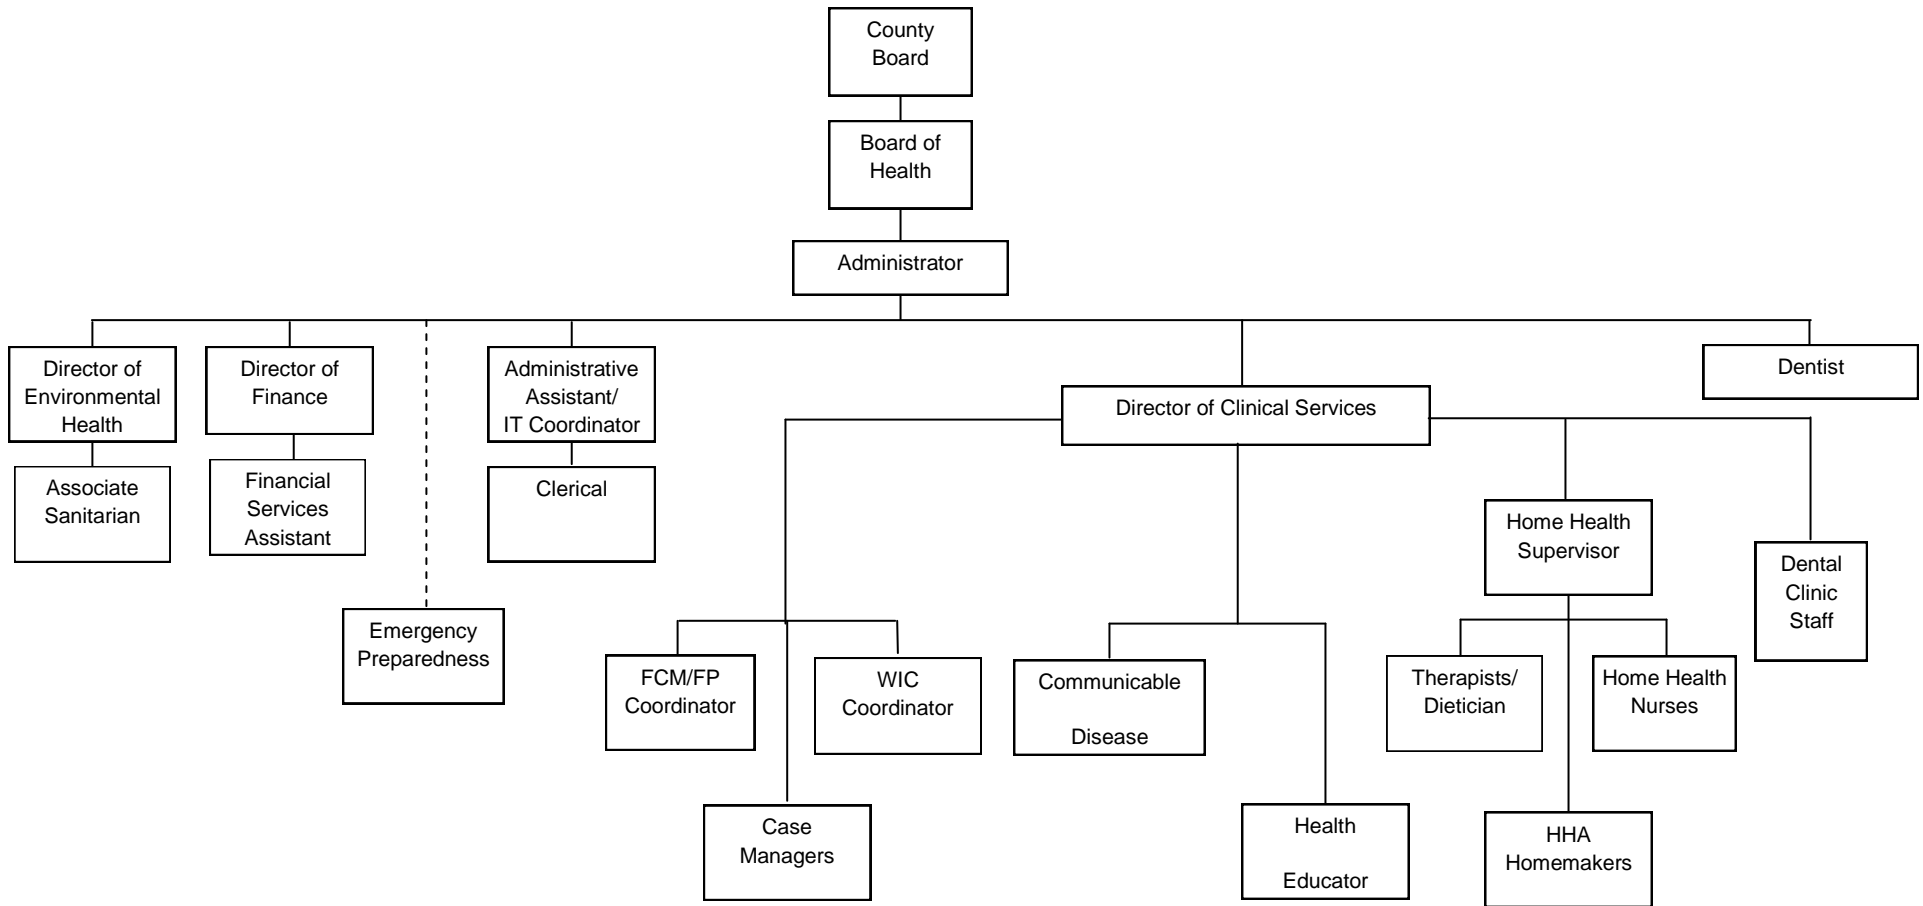 County
Board
Board of
Health
Administrator
Director of
Environmental
Health
Director of
Finance
Administrative
Assistant/
IT Coordinator
Dentist
Director of Clinical Services
Associate
Sanitarian
Financial
Services
Assistant
Clerical
Home Health
Supervisor
Dental
Clinic
Staff
Emergency
Preparedness
FCM/FP
Coordinator
WIC
Coordinator
Communicable
Disease
Therapists/
Dietician
Home Health
Nurses
Case
Managers
Health
Educator
HHA
Homemakers